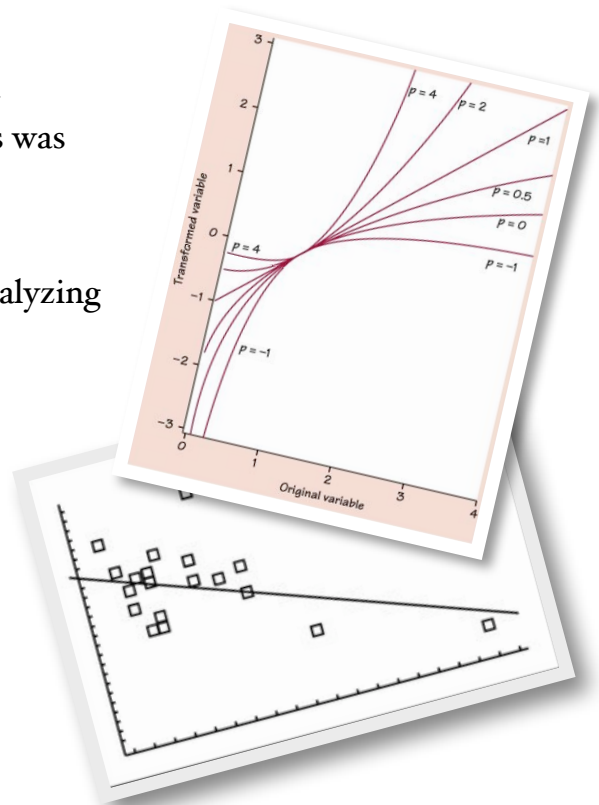 s was
alyzing
3
2
1
0
−1
−2
−3
Transformed variable
p = 4
p = 2
p =1
p = 0.5
p = 0
p = −1
p = 4
p = −1
0
1
2
3
4
Original variable